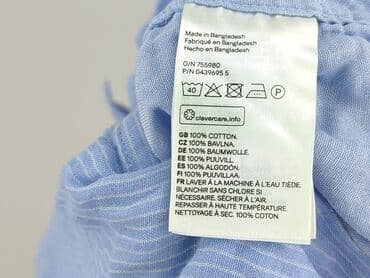 Made in Bangladesh
Fabriqué en Bangladesh
Hecho en Bangladesh
O/N 755980
P/N 0439695 5
40 P
clevercare.info
GB 100% COTTON.
CZ 100% BAVLNA.
DE 100% BAUMWOLLE.
EE 100% PUUVILL.
ES 100% ALGODÓN.
FI 100% PUUVILLAA.
FR LAVER À LA MACHINE À L'EAU TIÈDE.
BLANCHIR SANS CHLORE SI
NÉCESSAIRE. SÉCHER À L'AIR.
REPASSER À HAUTE TEMPÉRATURE.
NETTOYAGE À SEC. 100% COTON.